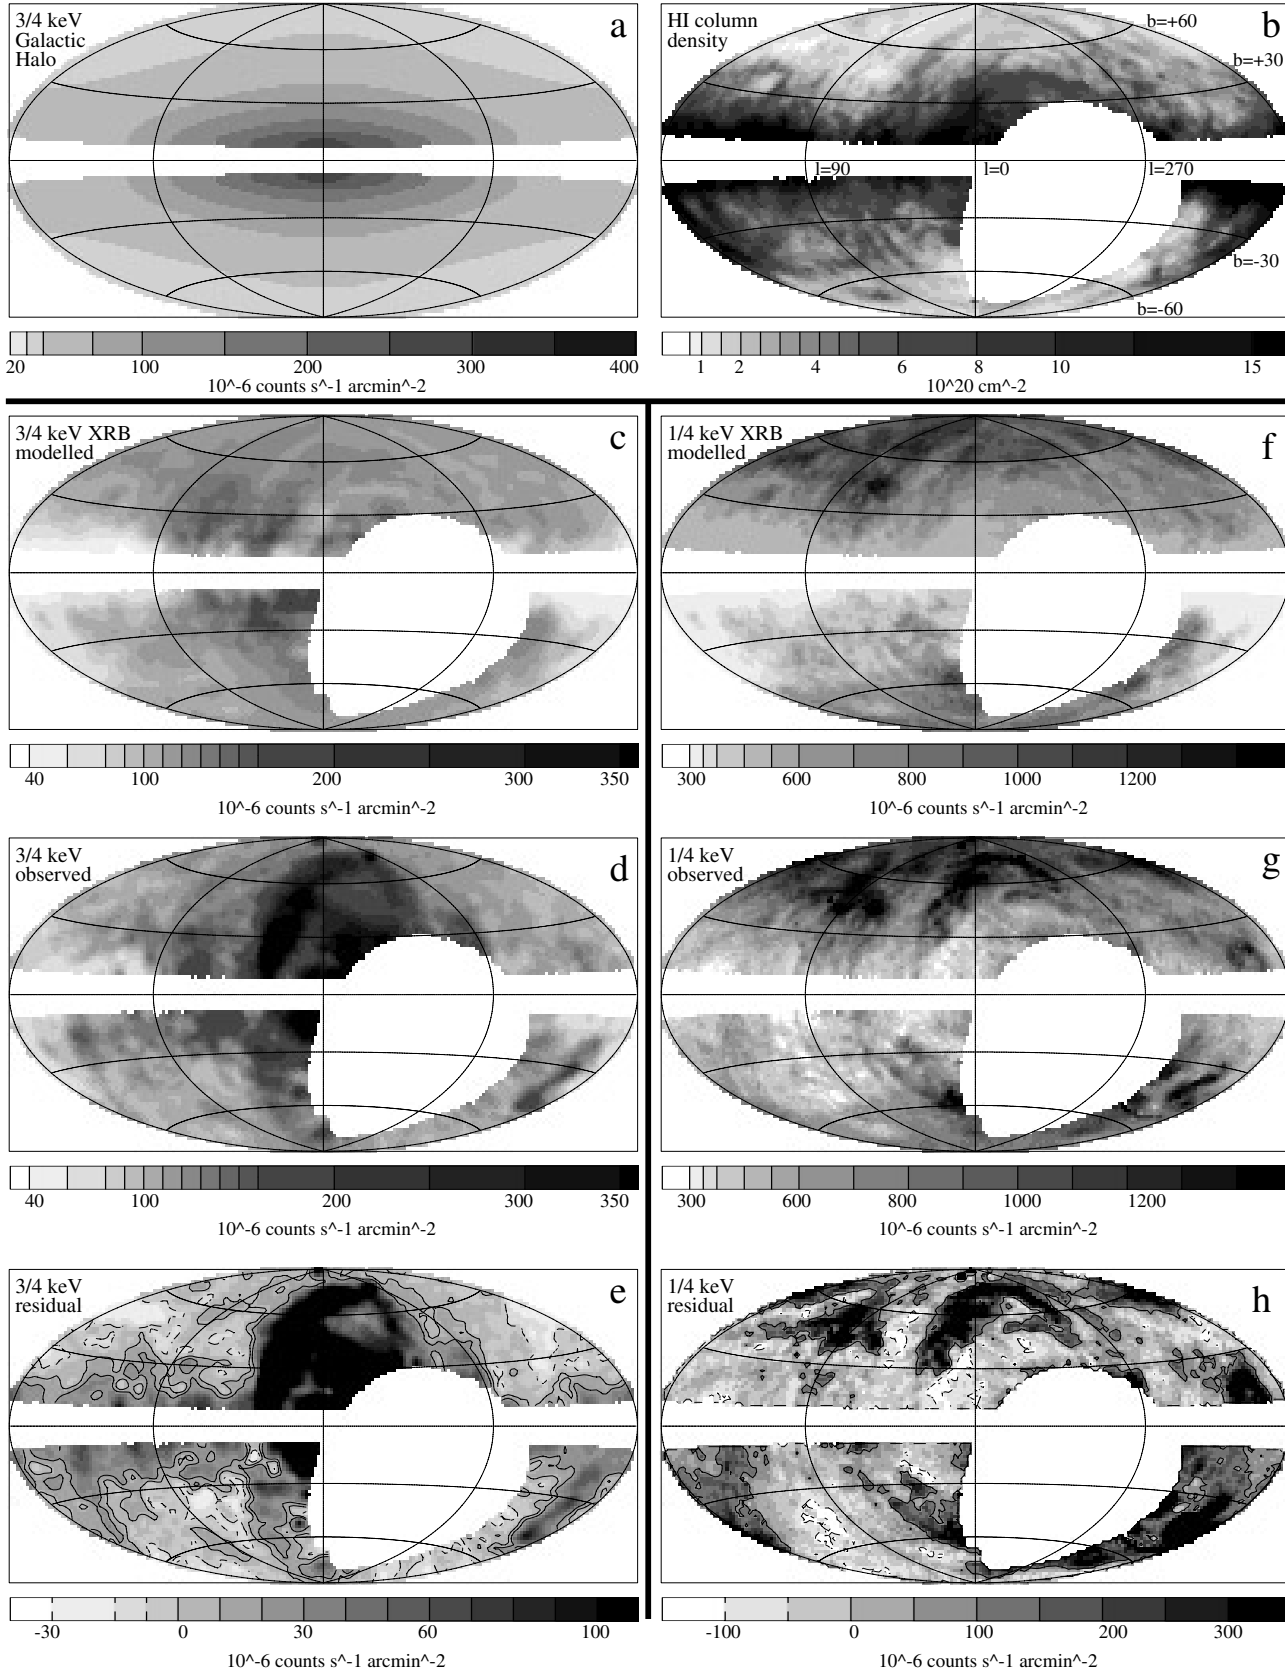 3/4 keV
Galactic
Halo
a
20 100 200 300 400
10^-6 counts s^-1 arcmin^-2
HI column
density
b
b=+60
b=+30
l=90 l=0 l=270
b=-30
b=-60
1 2 4 6 8 10 15
10^20 cm^-2
3/4 keV XRB
modelled
c
40 100 200 300 350
10^-6 counts s^-1 arcmin^-2
1/4 keV XRB
modelled
f
300 600 800 1000 1200
10^-6 counts s^-1 arcmin^-2
3/4 keV
observed
d
40 100 200 300 350
10^-6 counts s^-1 arcmin^-2
1/4 keV
observed
g
300 600 800 1000 1200
10^-6 counts s^-1 arcmin^-2
3/4 keV
residual
e
-30 0 30 60 100
10^-6 counts s^-1 arcmin^-2
1/4 keV
residual
h
-100 0 100 200 300
10^-6 counts s^-1 arcmin^-2